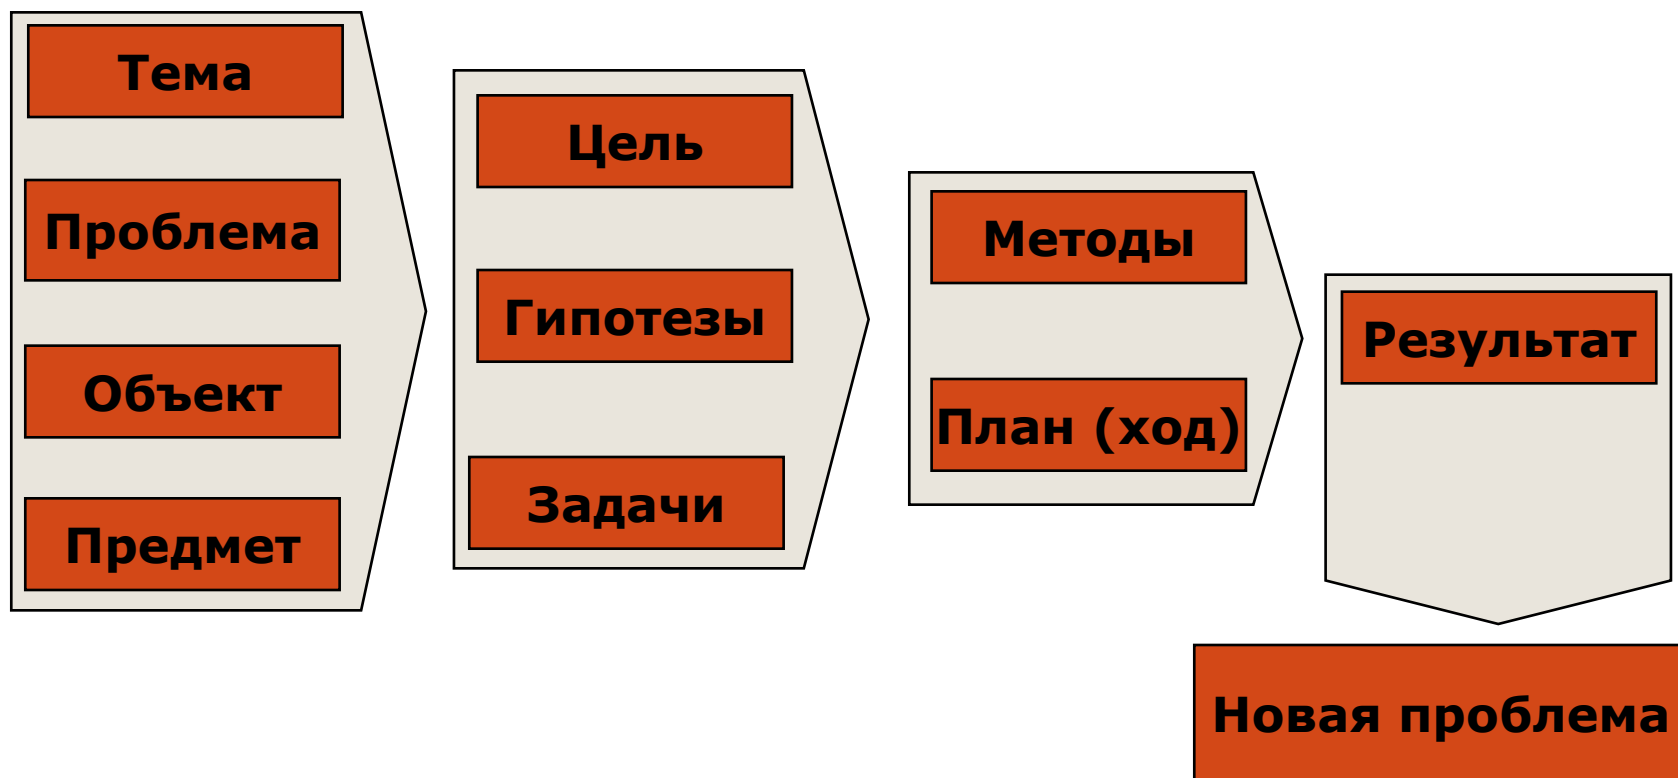 Тема
Проблема
Объект
Предмет
Цель
Гипотезы
Задачи
Методы
План (ход)
Результат
Новая проблема